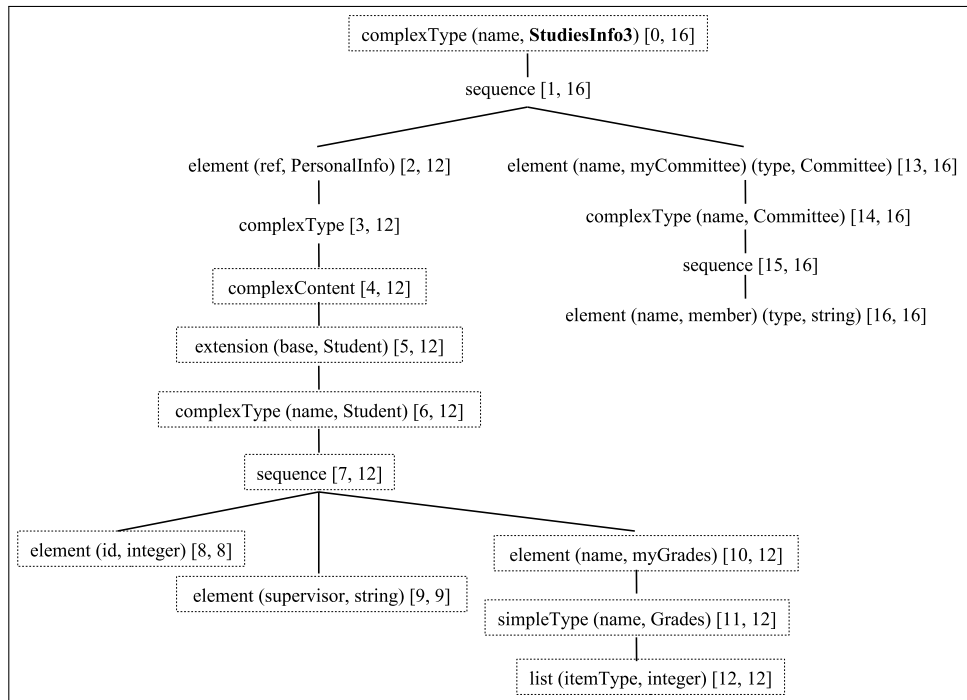 complexType (name, StudiesInfo3) [0, 16]
sequence [1, 16]
element (ref, PersonalInfo) [2, 12]
element (name, myCommittee) (type, Committee) [13, 16]
complexType [3, 12]
complexType (name, Committee) [14, 16]
complexContent [4, 12]
sequence [15, 16]
element (name, member) (type, string) [16, 16]
extension (base, Student) [5, 12]
complexType (name, Student) [6, 12]
sequence [7, 12]
element (id, integer) [8, 8]
element (name, myGrades) [10, 12]
element (supervisor, string) [9, 9]
simpleType (name, Grades) [11, 12]
list (itemType, integer) [12, 12]